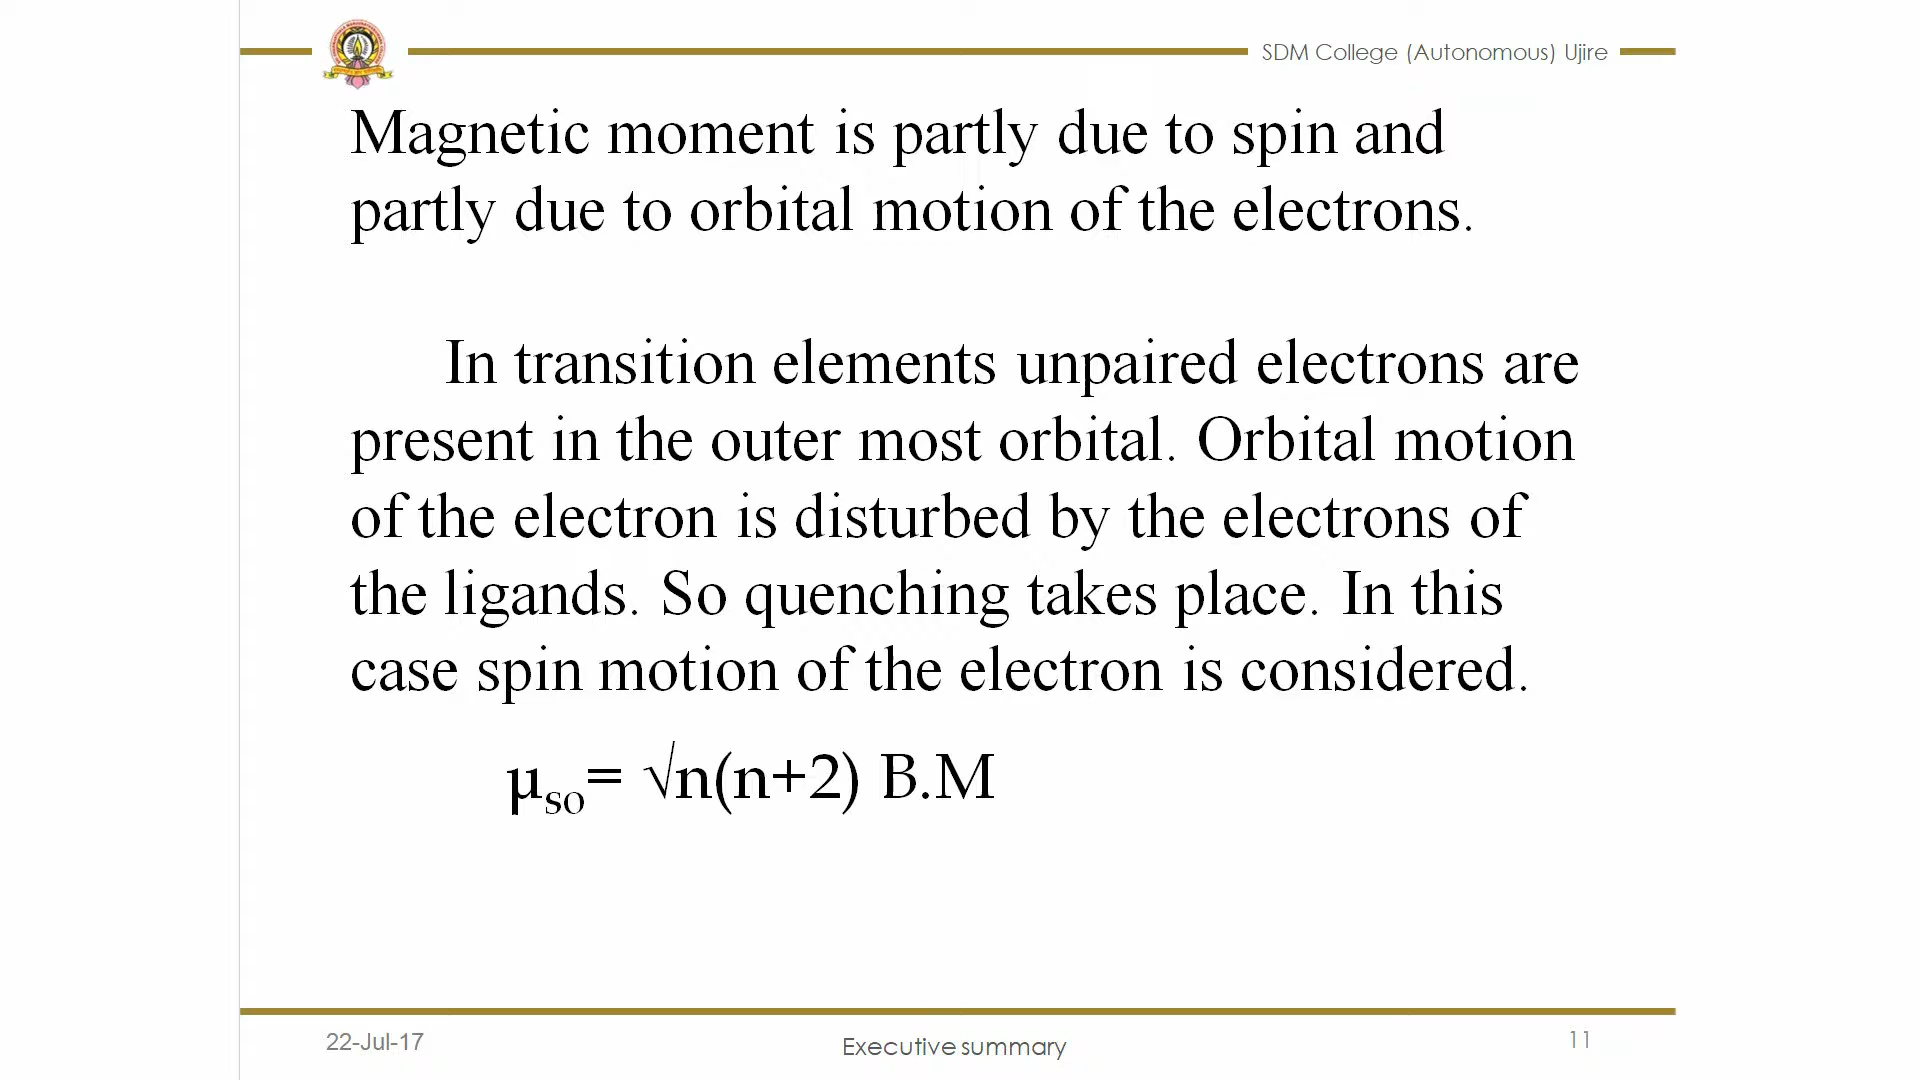 SDM College (Autonomous) Ujire
Magnetic moment is partly due to spin and
partly due to orbital motion of the electrons.
In transition elements unpaired electrons are
present in the outer most orbital. Orbital motion
of the electron is disturbed by the electrons of
the ligands. So quenching takes place. In this
case spin motion of the electron is considered.
μso= √n(n+2) B.M
22-Jul-17
Executive summary
11